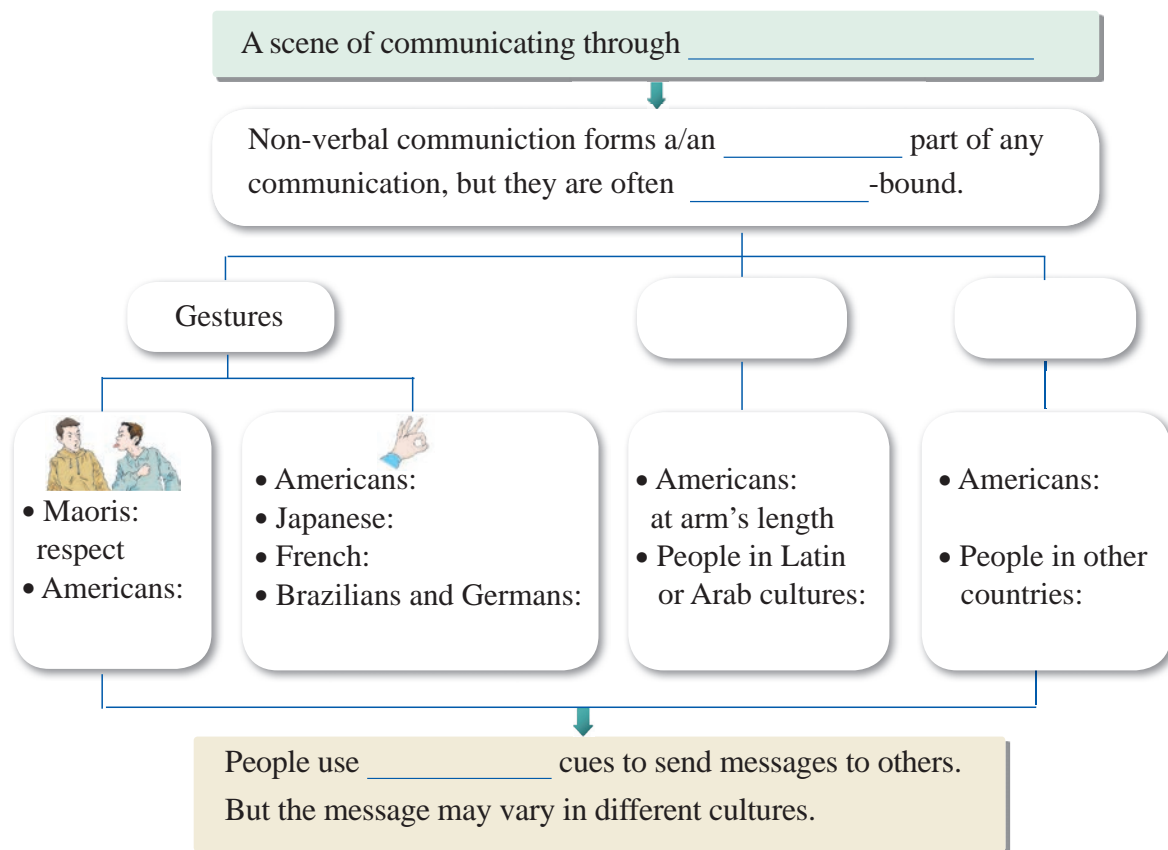 A scene of communicating through
Non-verbal communiction forms a/an part of any
communication, but they are often -bound.
Gestures
• Maoris:
respect
• Americans:
• Americans:
• Japanese:
• French:
• Brazilians and Germans:
• Americans:
at arm's length
• People in Latin
or Arab cultures:
• Americans:
• People in other
countries:
People use cues to send messages to others.
But the message may vary in different cultures.